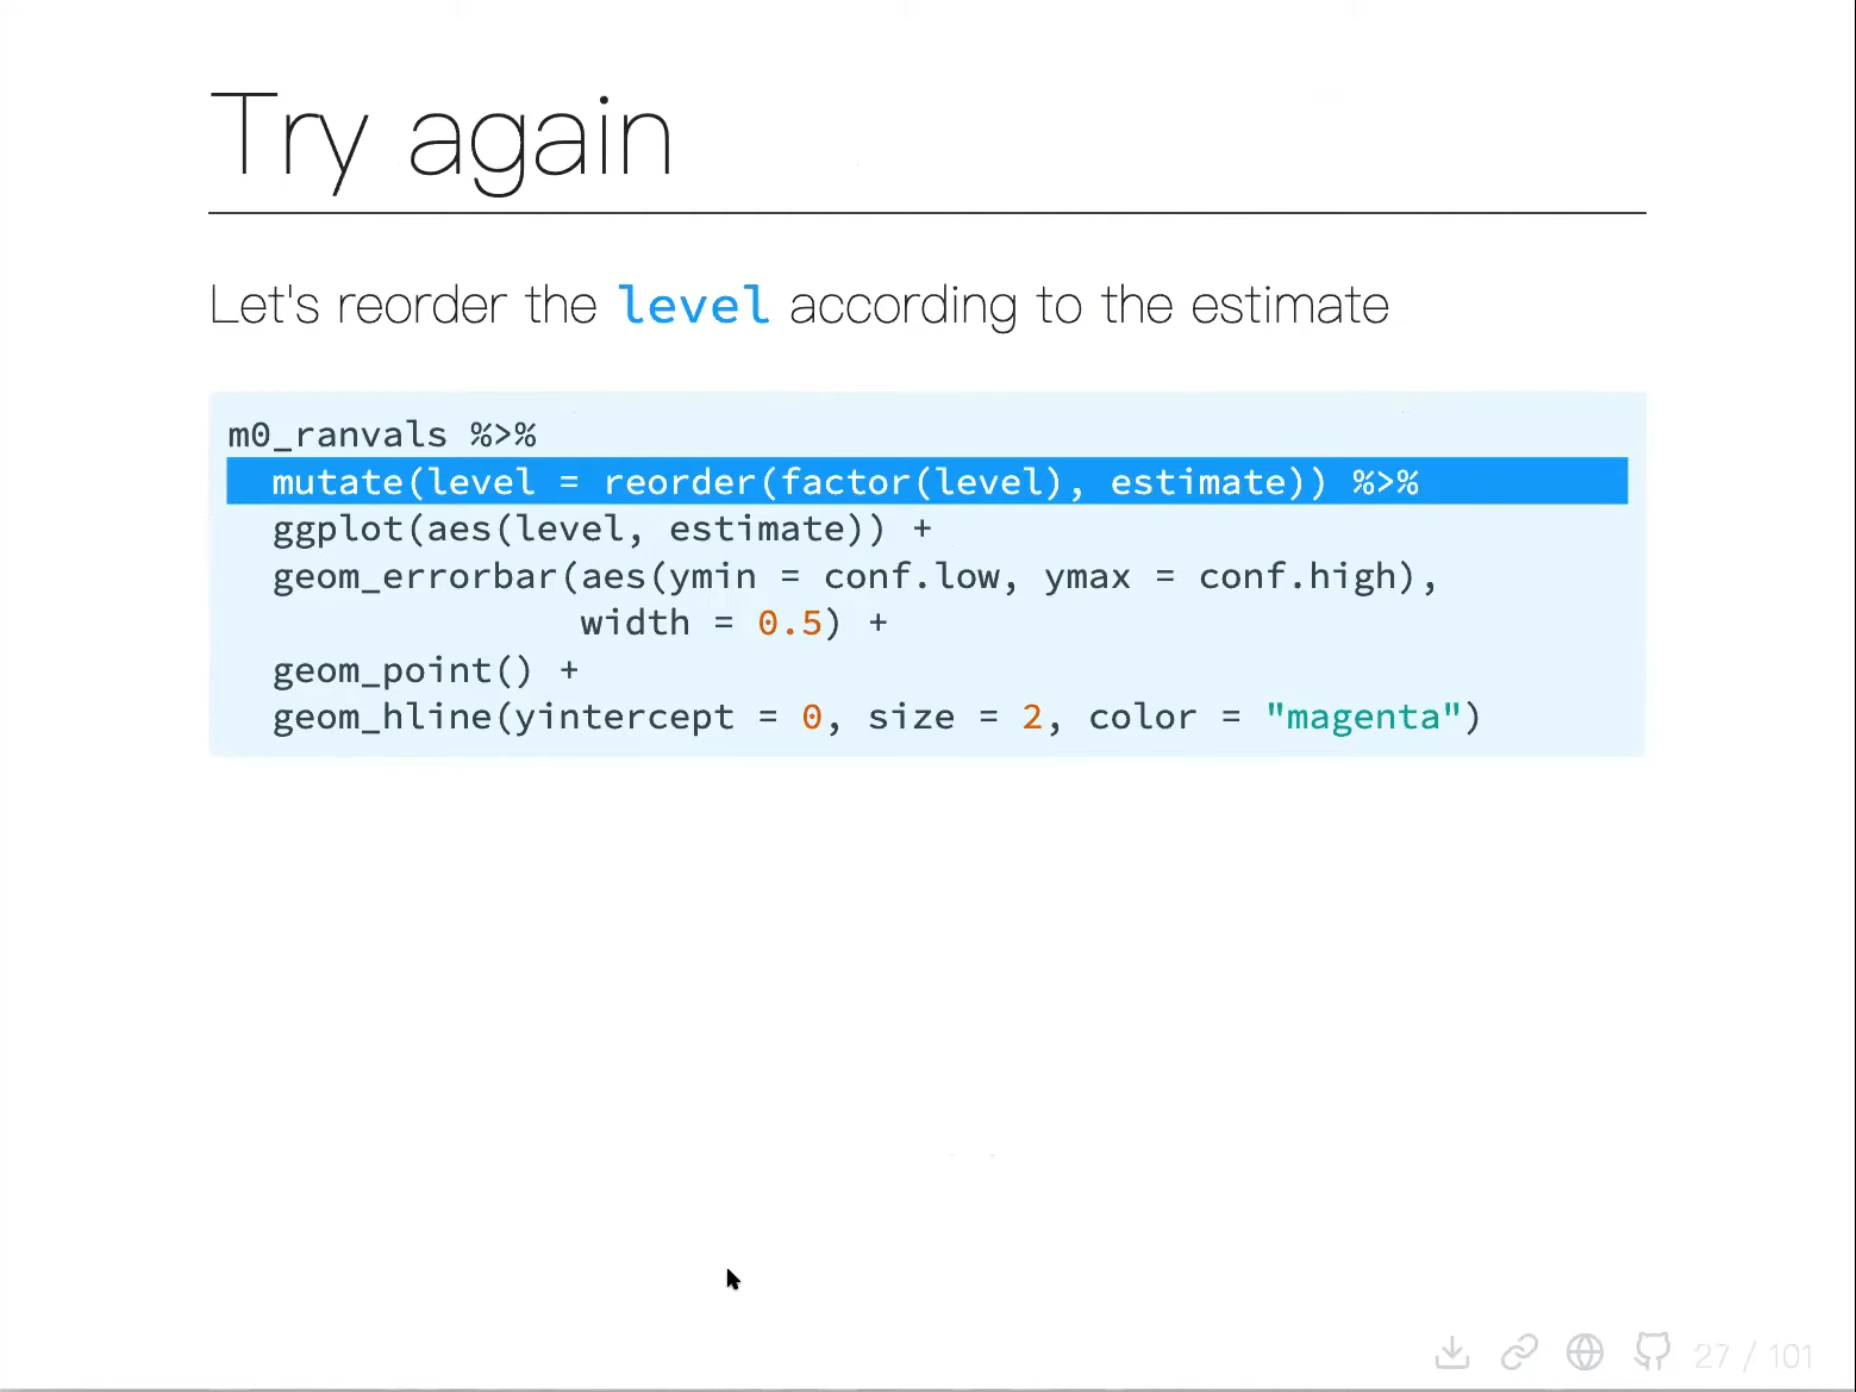 Try again
Let's reorder the level according to the estimate
m0_ranvals %>%
  mutate(level = reorder(factor(level), estimate)) %>%
  ggplot(aes(level, estimate)) +
  geom_errorbar(aes(ymin = conf.low, ymax = conf.high),
                width = 0.5) +
  geom_point() +
  geom_hline(yintercept = 0, size = 2, color = "magenta")
27 / 101